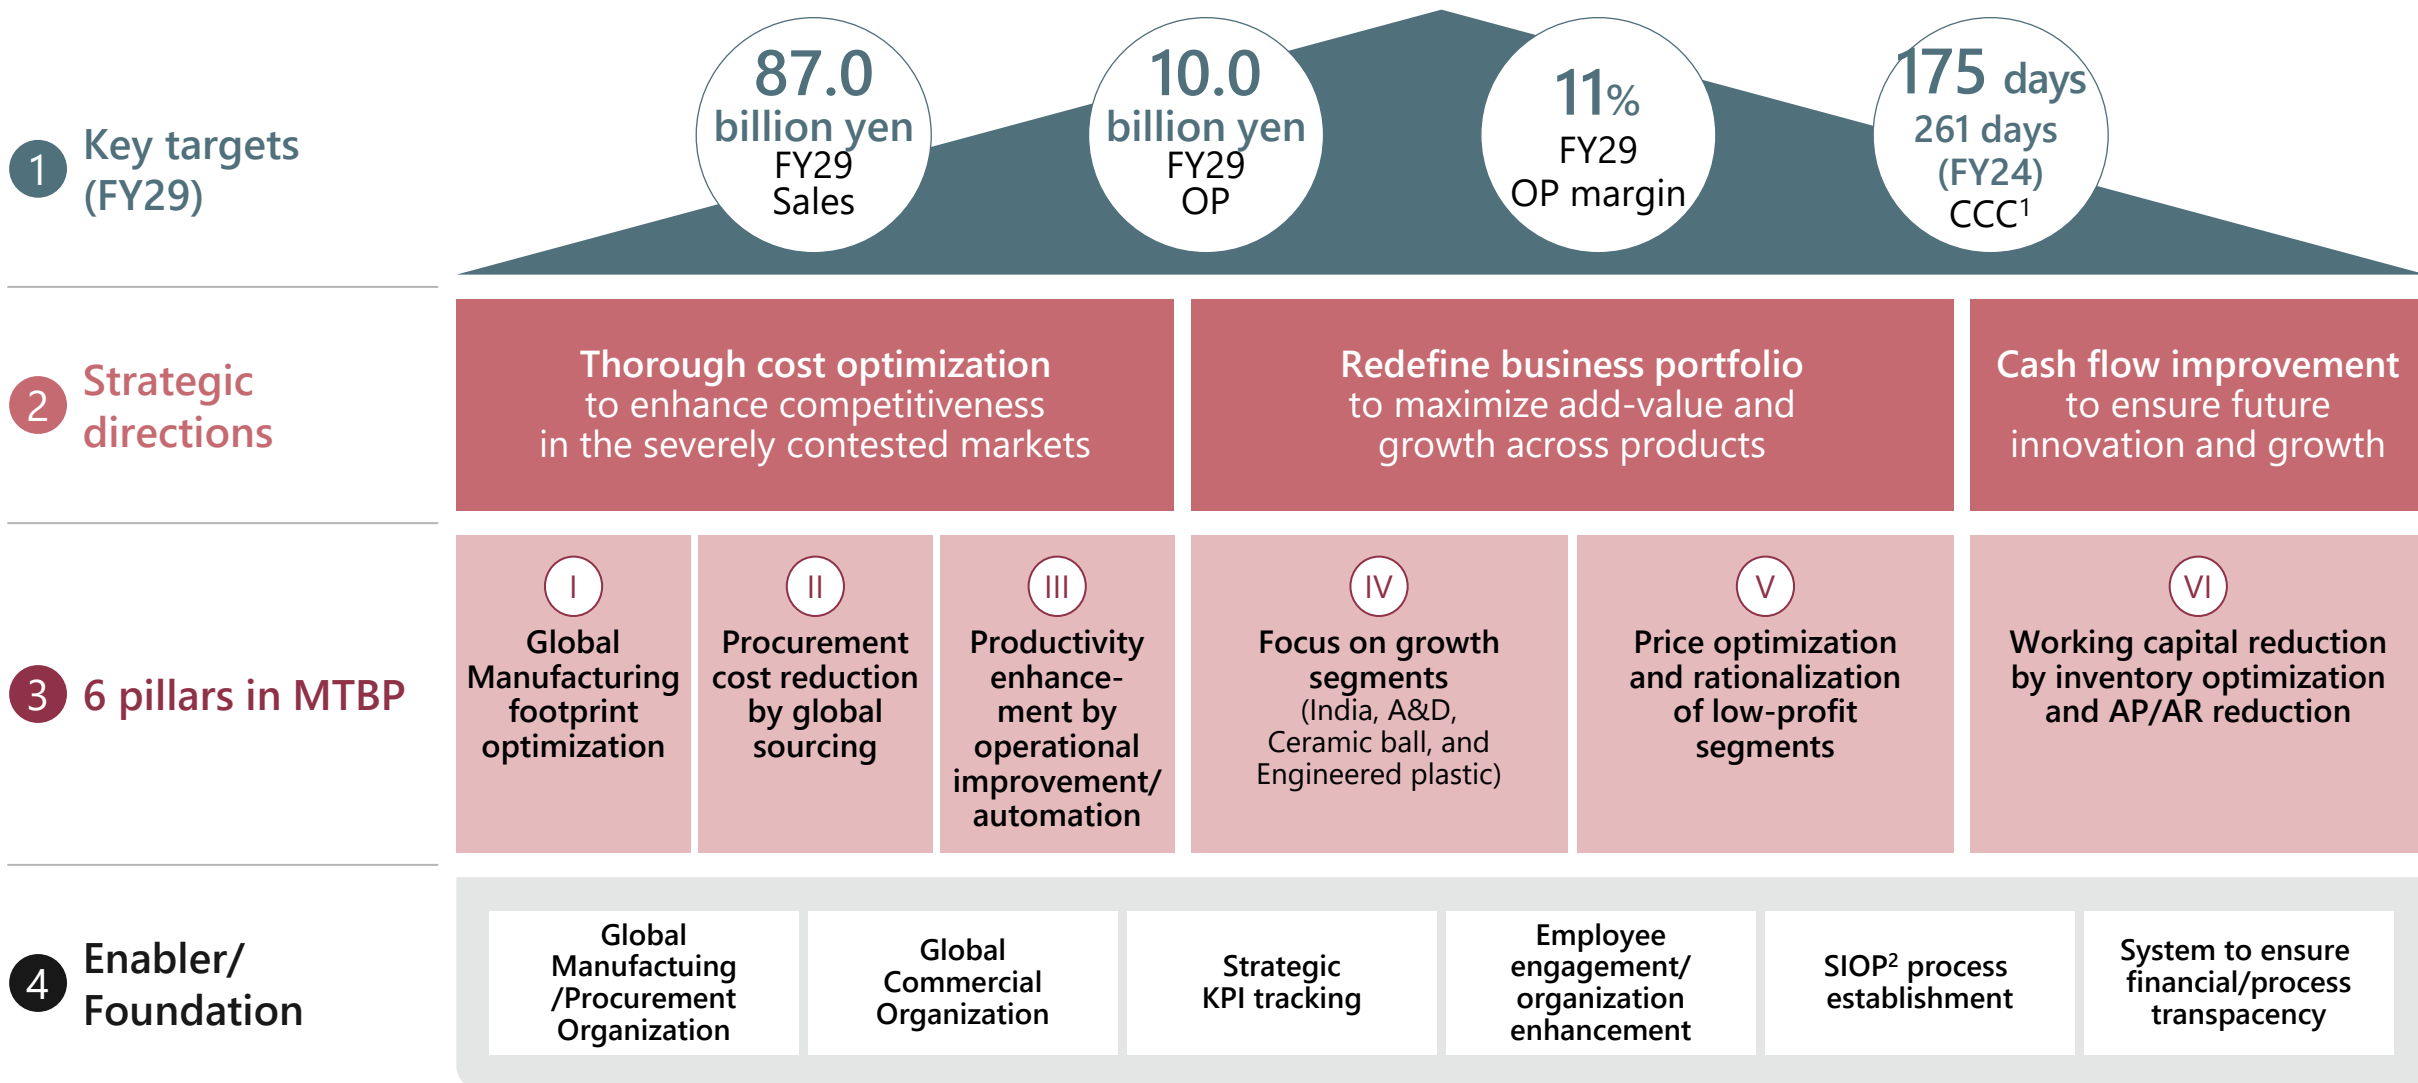 1
Key targets
(FY29)
87.0
billion yen
FY29
Sales
10.0
billion yen
FY29
OP
11%
FY29
OP margin
175 days
261 days
(FY24)
CCC1
2
Strategic
directions
Thorough cost optimization
to enhance competitiveness
in the severely contested markets
Redefine business portfolio
to maximize add-value and
growth across products
Cash flow improvement
to ensure future
innovation and growth
3
6 pillars in MTBP
I
Global
Manufacturing
footprint
optimization
II
Procurement
cost reduction
by global
sourcing
III
Productivity
enhance-
ment by
operational
improvement/
automation
IV
Focus on growth
segments
(India, A&D,
Ceramic ball, and
Engineered plastic)
V
Price optimization
and rationalization
of low-profit
segments
VI
Working capital reduction
by inventory optimization
and AP/AR reduction
4
Enabler/
Foundation
Global
Manufactuing
/Procurement
Organization
Global
Commercial
Organization
Strategic
KPI tracking
Employee
engagement/
organization
enhancement
SIOP2 process
establishment
System to ensure
financial/process
transpacency